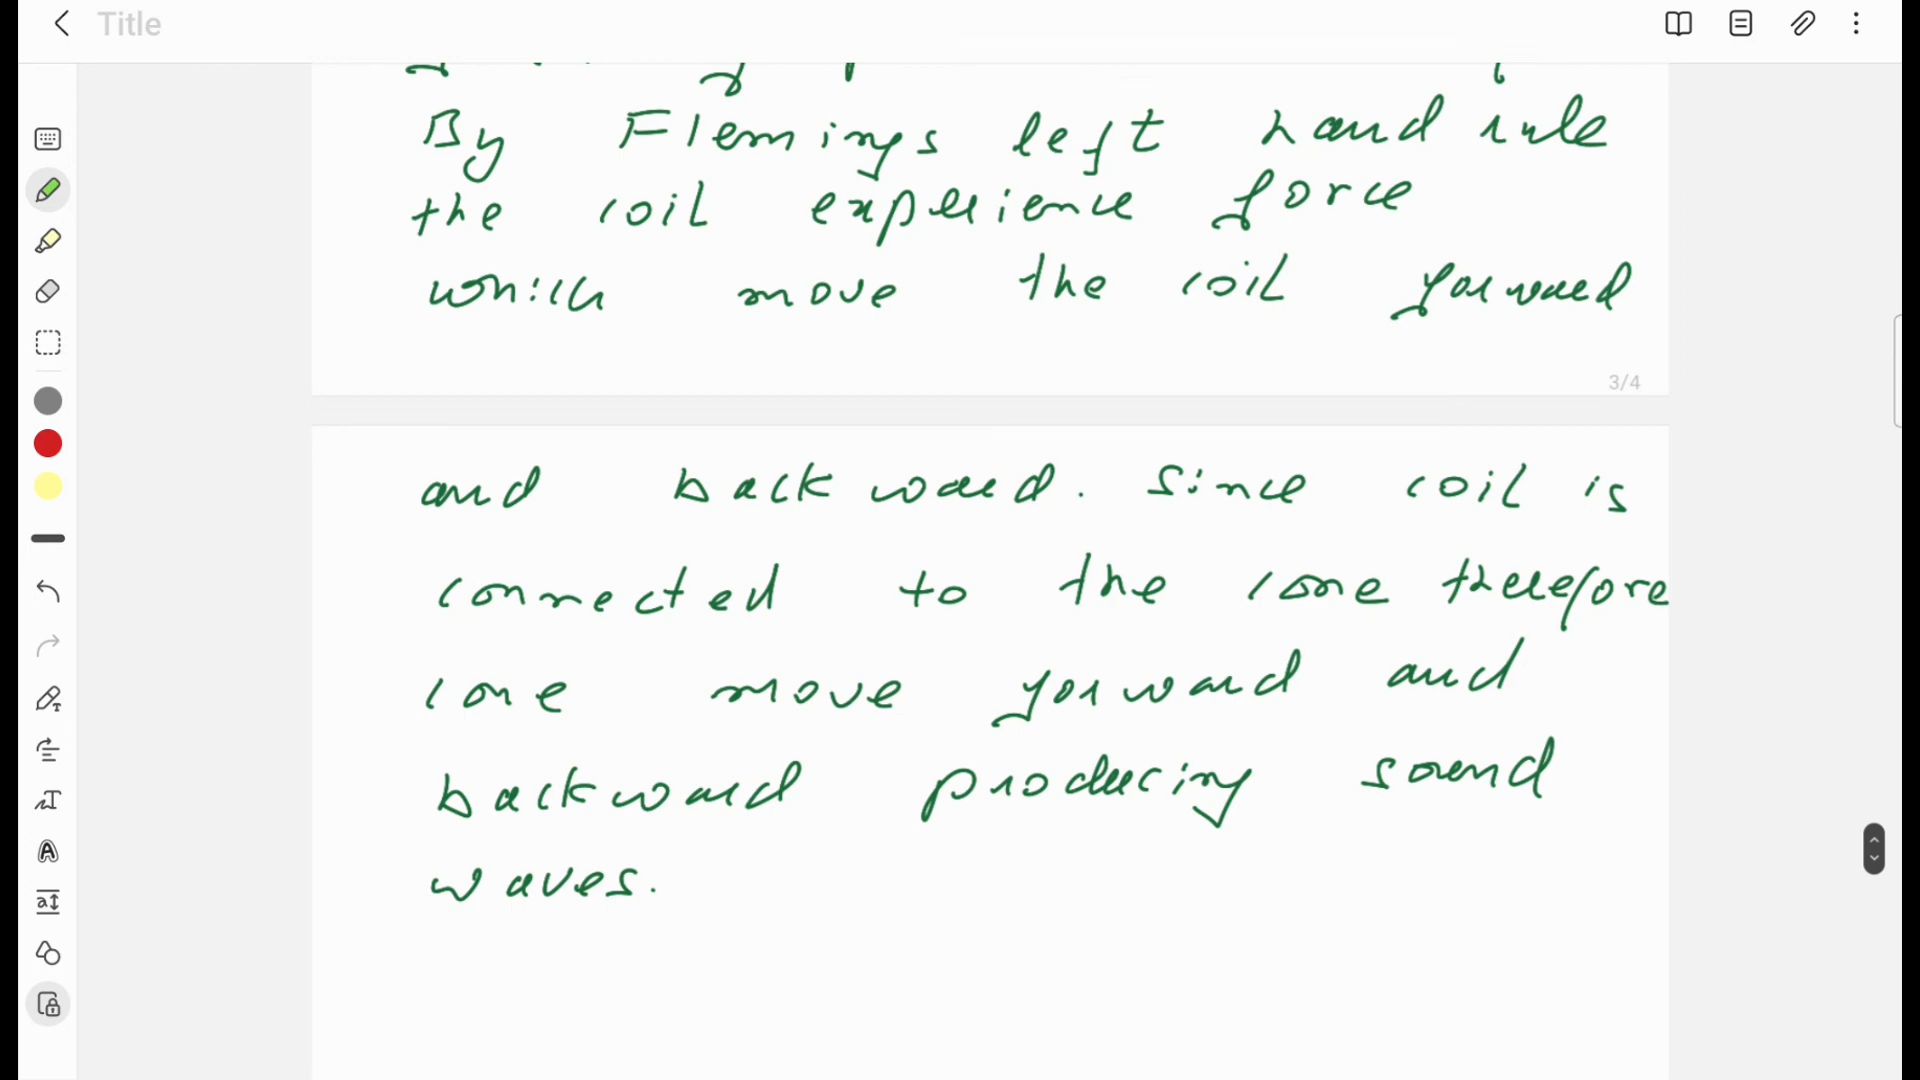 Title
By Flemings left hand rule
the coil experience force
which move the coil forward
3/4
and backward. Since coil is
connected to the cone therefore
cone move forward and
backward producing sound
waves.